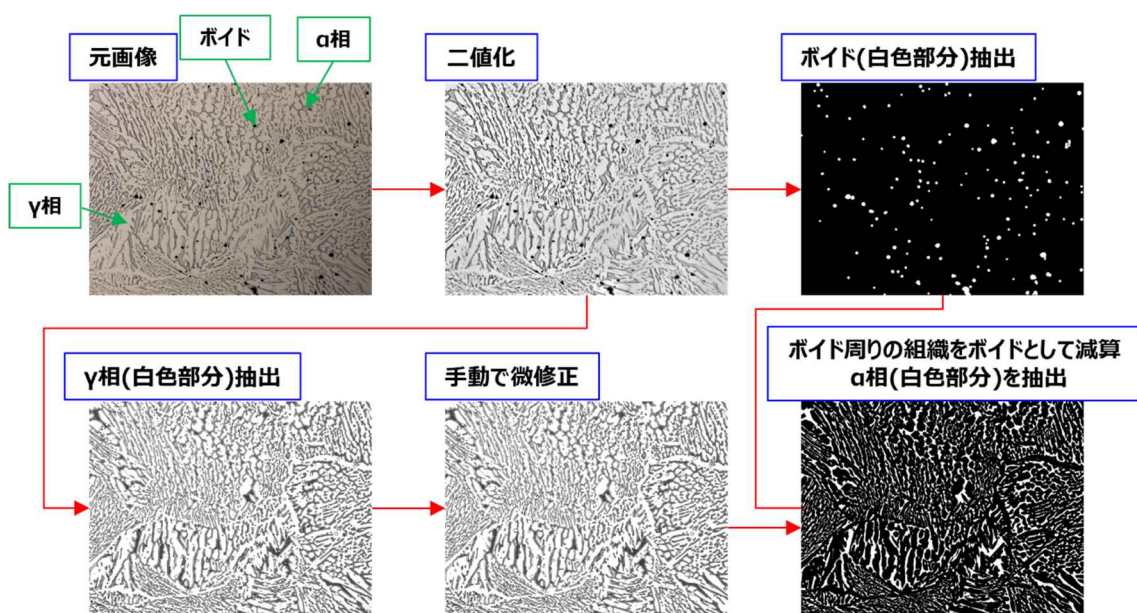 元画像
ボイド
α相
γ相
二値化
ボイド(白色部分)抽出
γ相(白色部分)抽出
手動で微修正
ボイド周りの組織をボイドとして減算
α相(白色部分)を抽出